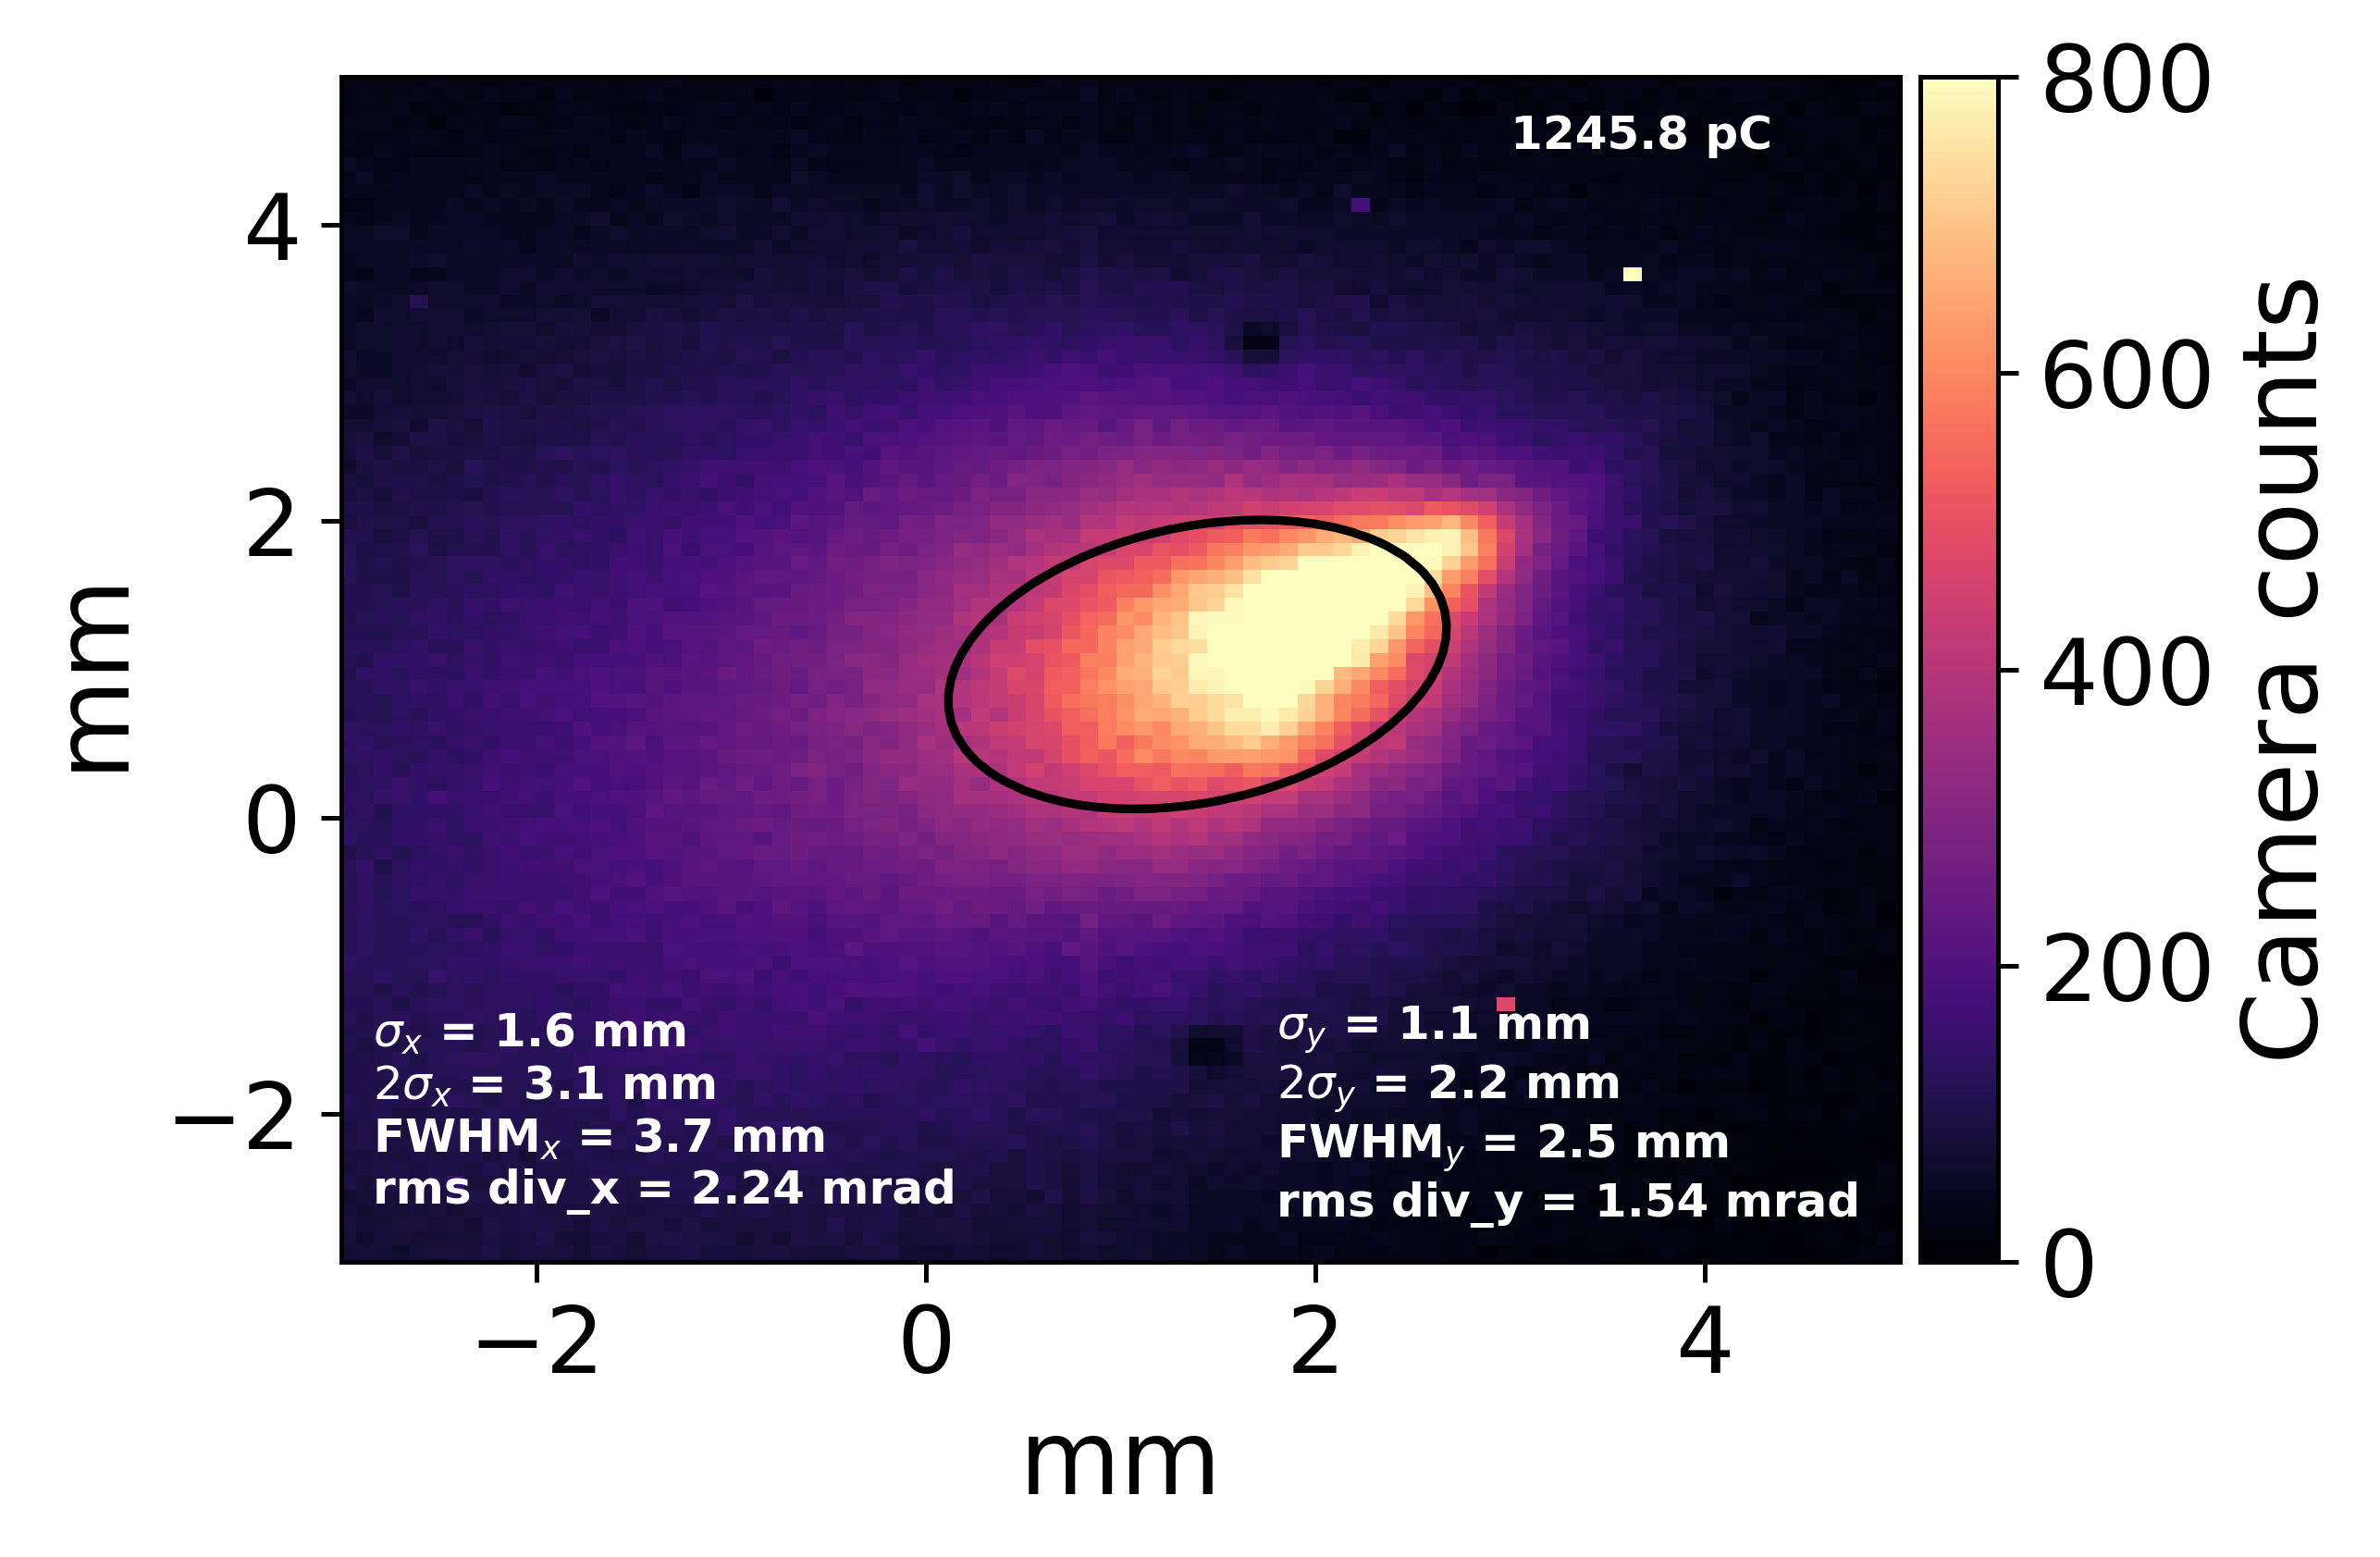 1245.8 pC
800
600
400
200
0
Camera counts
4
2
0
−2
mm
σx = 1.6 mm
2σx = 3.1 mm
FWHMx = 3.7 mm
rms div_x = 2.24 mrad
σy = 1.1 mm
2σy = 2.2 mm
FWHMy = 2.5 mm
rms div_y = 1.54 mrad
−2 0 2 4
mm